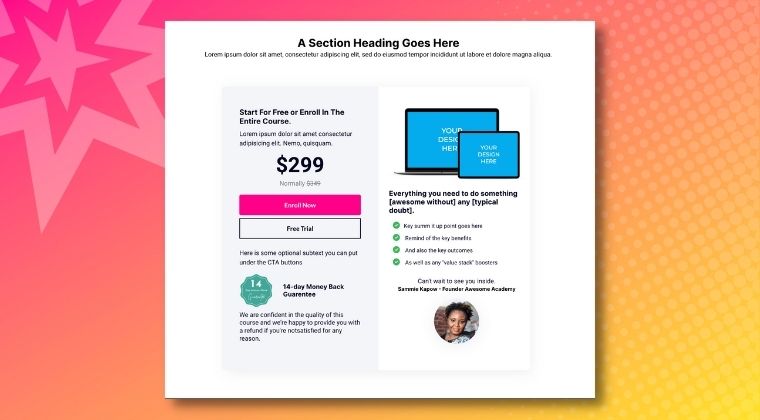 A Section Heading Goes Here
Lorem ipsum dolor sit amet, consectetur adipiscing elit, sed do eiusmod tempor incididunt ut labore et dolore magna aliqua.
Start For Free or Enroll In The
Entire Course.
Lorem ipsum dolor sit amet consectetur
adipisicing elit. Nemo, quisquam.
$299
Normally $349
Enroll Now
Free Trial
Here is some optional subtext you can put
under the CTA buttons
14
Guarantee
14-day Money Back
Guarentee
We are confident in the quality of this
course and we're happy to provide you with
a refund if you're notsatisfied for any
reason.
YOUR
DESIGN
HERE
YOUR
DESIGN
HERE
Everything you need to do something
[awesome without] any [typical
doubt].
Key summ it up point goes here
Remind of the key benefits
And also the key outcomes
As well as any "value stack" boosters
Can't wait to see you inside.
Sammie Kapow - Founder Awesome Academy